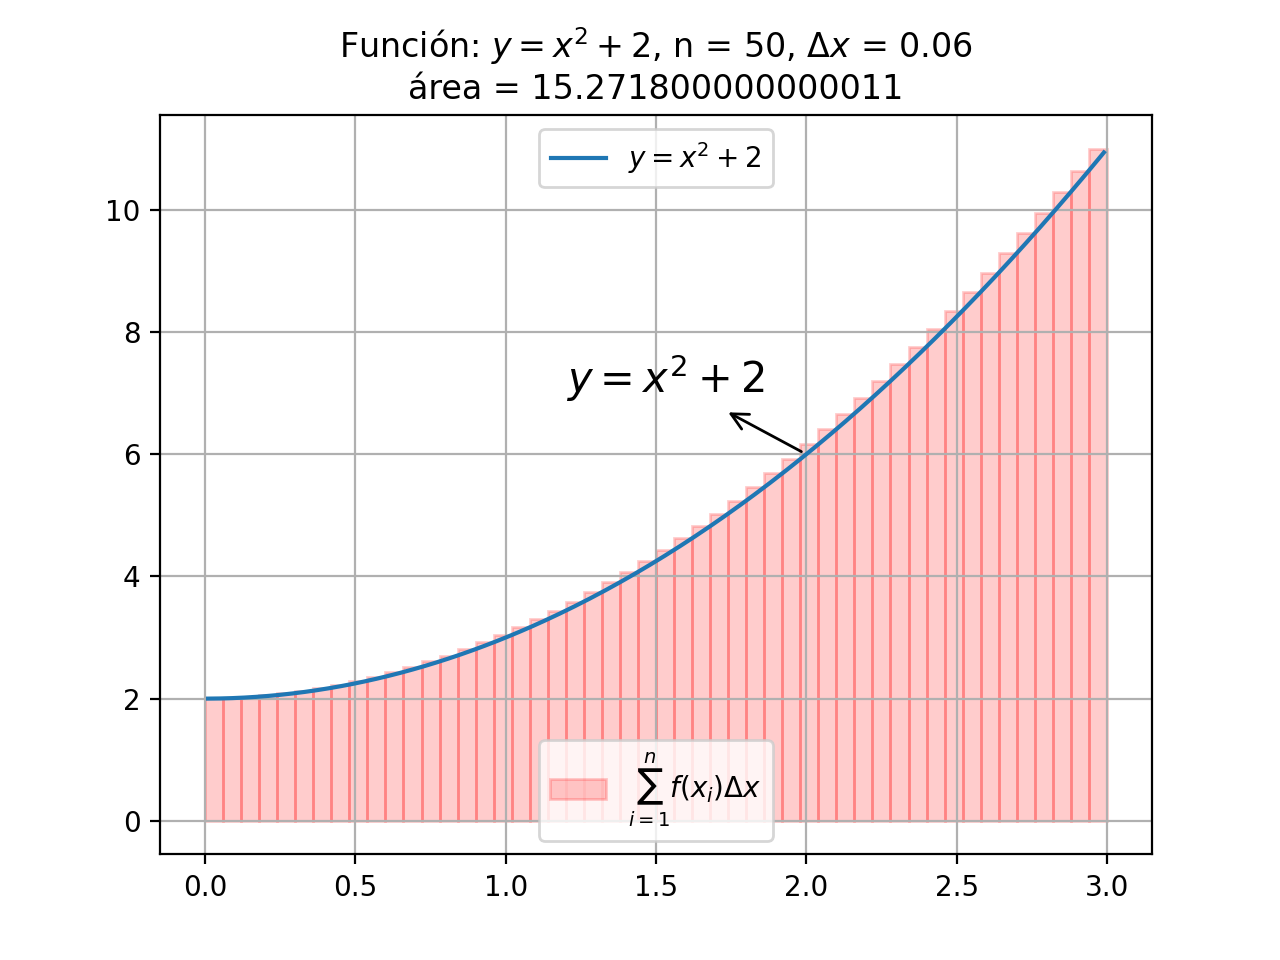 Función: y = x² + 2, n = 50, Δx = 0.06
área = 15.271800000000011
y = x² + 2
10
8
y = x² + 2
6
4
2
n
∑ f(xᵢ)Δx
i = 1
0
0.0 0.5 1.0 1.5 2.0 2.5 3.0